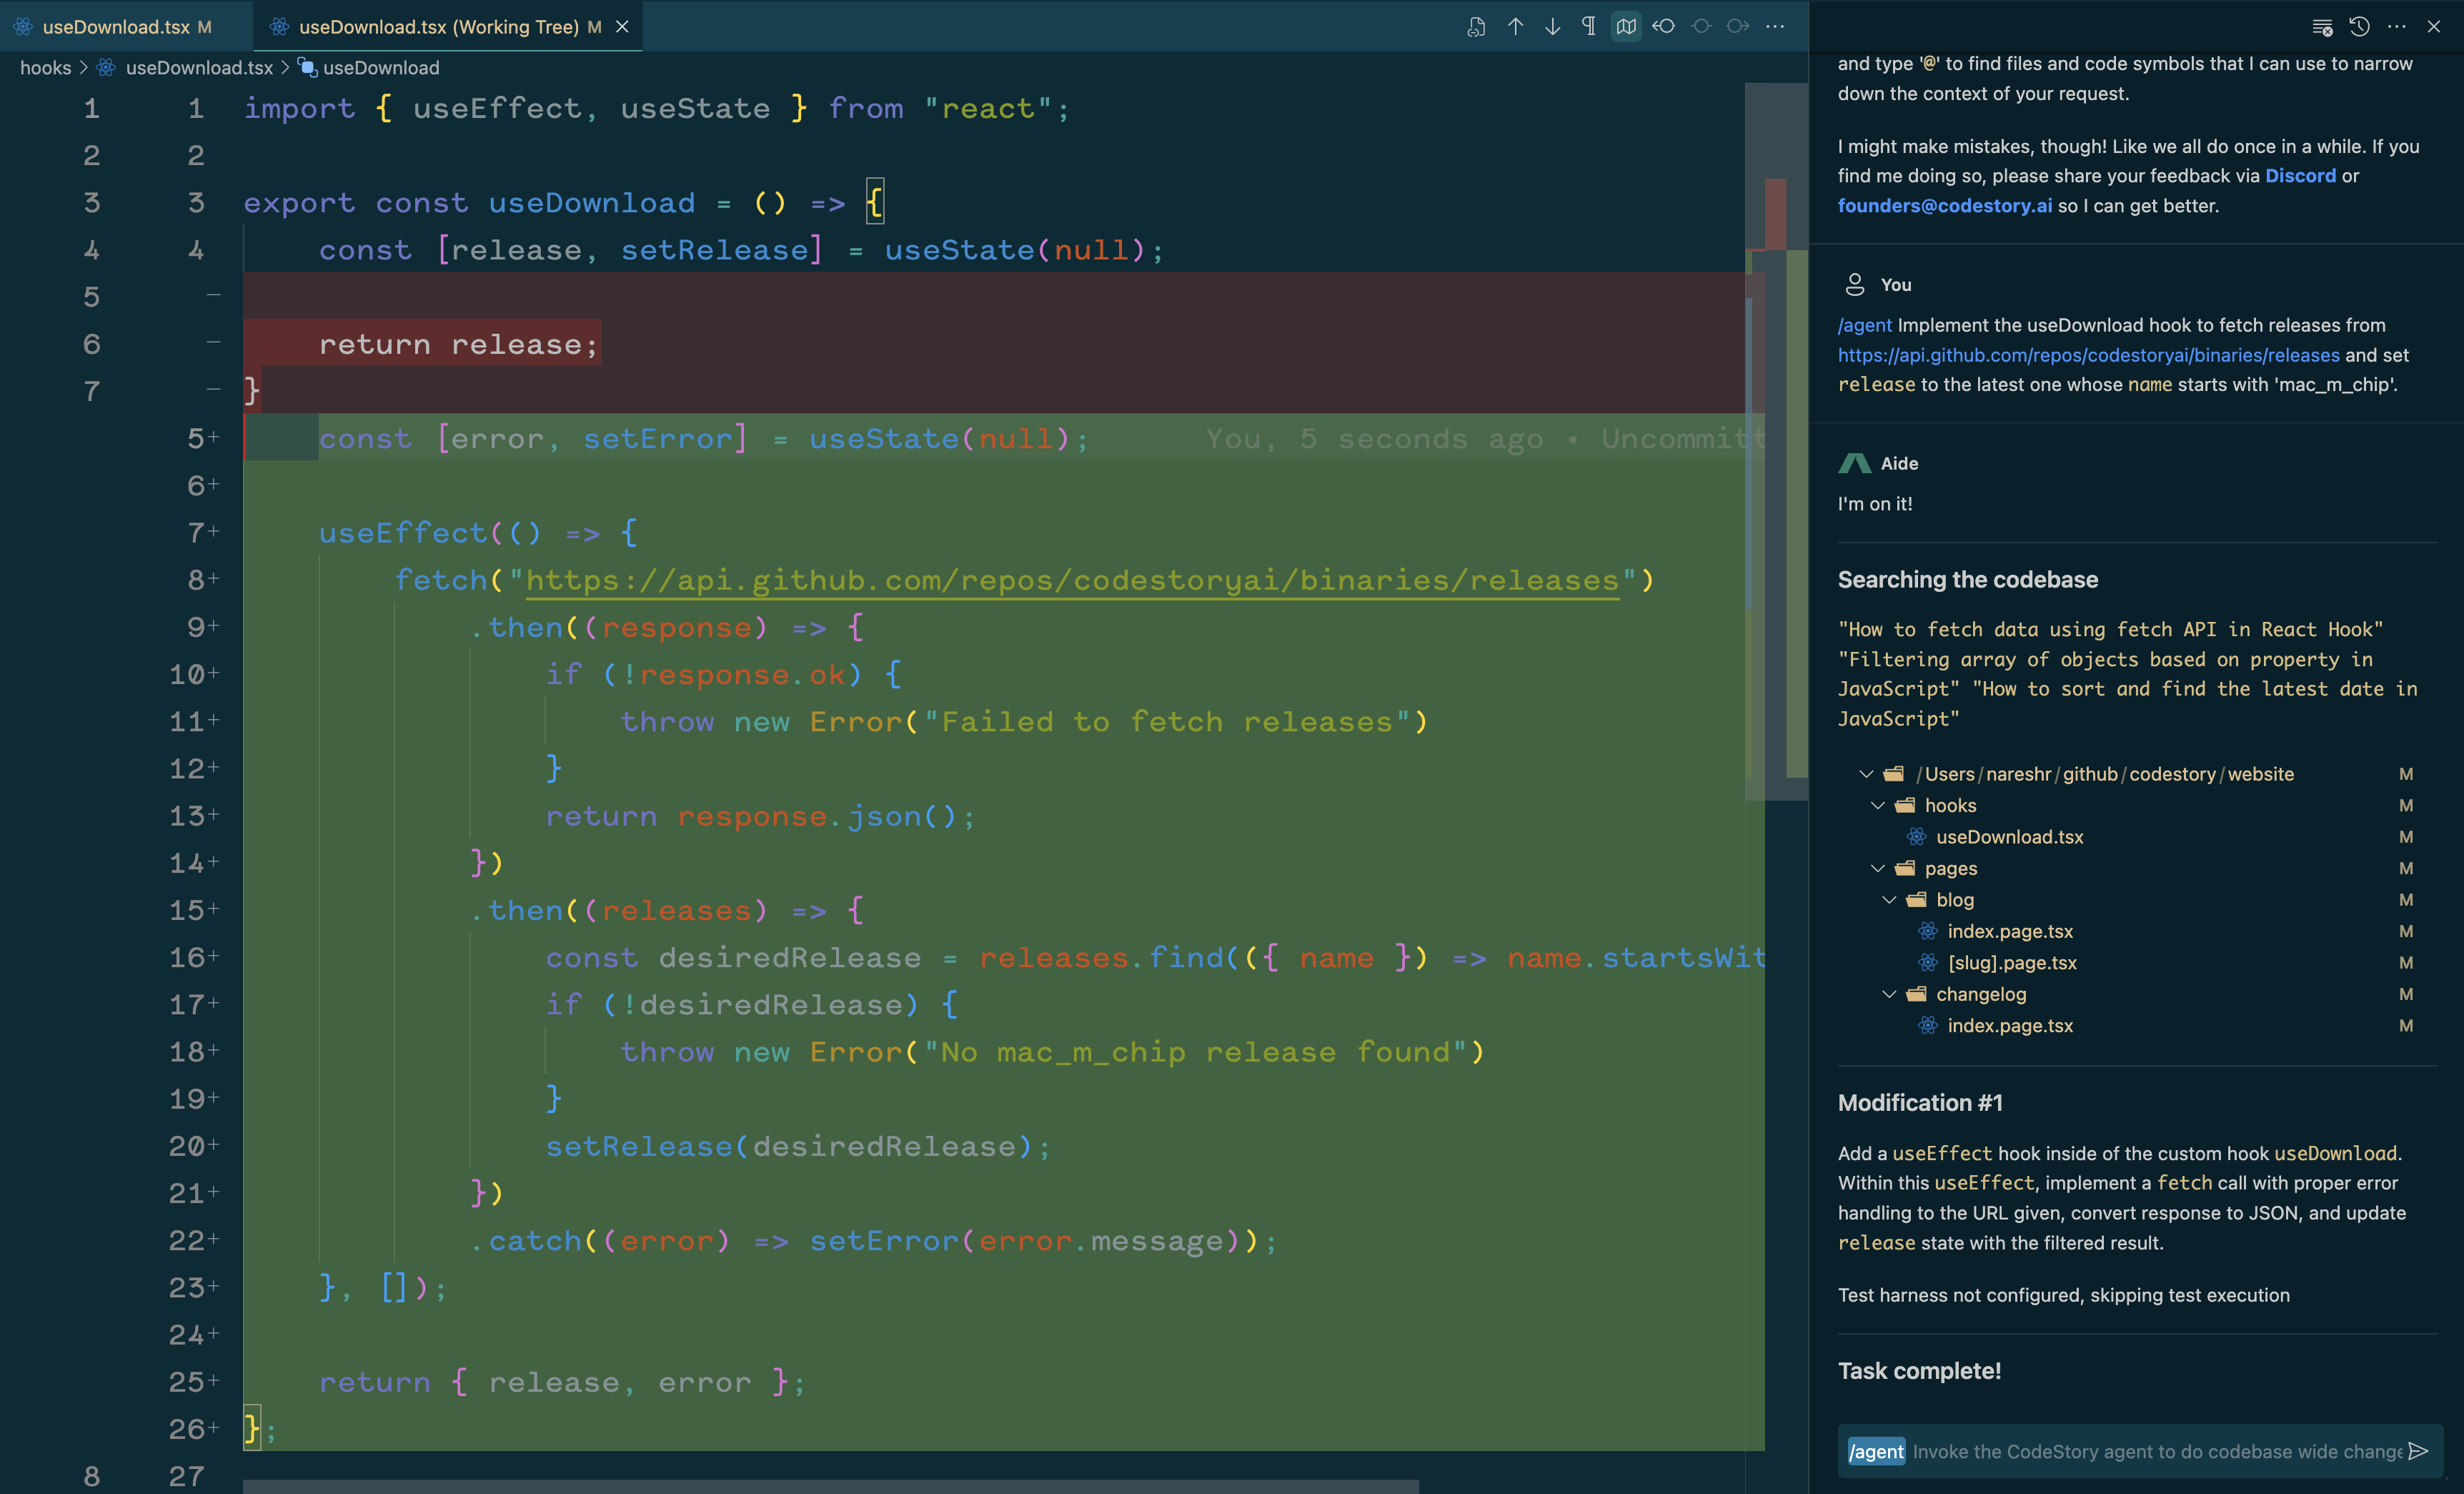 useDownload.tsx M
useDownload.tsx (Working Tree) M
hooks > useDownload.tsx > useDownload
1 1 import { useEffect, useState } from "react";
2 2
3 3 export const useDownload = () => {
4 4 const [release, setRelease] = useState(null);
5 −
6 − return release;
7 − }
5+ const [error, setError] = useState(null); You, 5 seconds ago • Uncommitt
6+
7+ useEffect(() => {
8+ fetch("https://api.github.com/repos/codestoryai/binaries/releases")
9+ .then((response) => {
10+ if (!response.ok) {
11+ throw new Error("Failed to fetch releases")
12+ }
13+ return response.json();
14+ })
15+ .then((releases) => {
16+ const desiredRelease = releases.find(({ name }) => name.startsWit
17+ if (!desiredRelease) {
18+ throw new Error("No mac_m_chip release found")
19+ }
20+ setRelease(desiredRelease);
21+ })
22+ .catch((error) => setError(error.message));
23+ }, []);
24+
25+ return { release, error };
26+ };
8 27
and type '@' to find files and code symbols that I can use to narrow
down the context of your request.
I might make mistakes, though! Like we all do once in a while. If you
find me doing so, please share your feedback via Discord or
founders@codestory.ai so I can get better.
You
/agent Implement the useDownload hook to fetch releases from
https://api.github.com/repos/codestoryai/binaries/releases and set
release to the latest one whose name starts with 'mac_m_chip'.
Aide
I'm on it!
Searching the codebase
"How to fetch data using fetch API in React Hook"
"Filtering array of objects based on property in
JavaScript" "How to sort and find the latest date in
JavaScript"
/Users/nareshr/github/codestory/website M
hooks M
useDownload.tsx M
pages M
blog M
index.page.tsx M
[slug].page.tsx M
changelog M
index.page.tsx M
Modification #1
Add a useEffect hook inside of the custom hook useDownload.
Within this useEffect, implement a fetch call with proper error
handling to the URL given, convert response to JSON, and update
release state with the filtered result.
Test harness not configured, skipping test execution
Task complete!
/agent Invoke the CodeStory agent to do codebase wide change